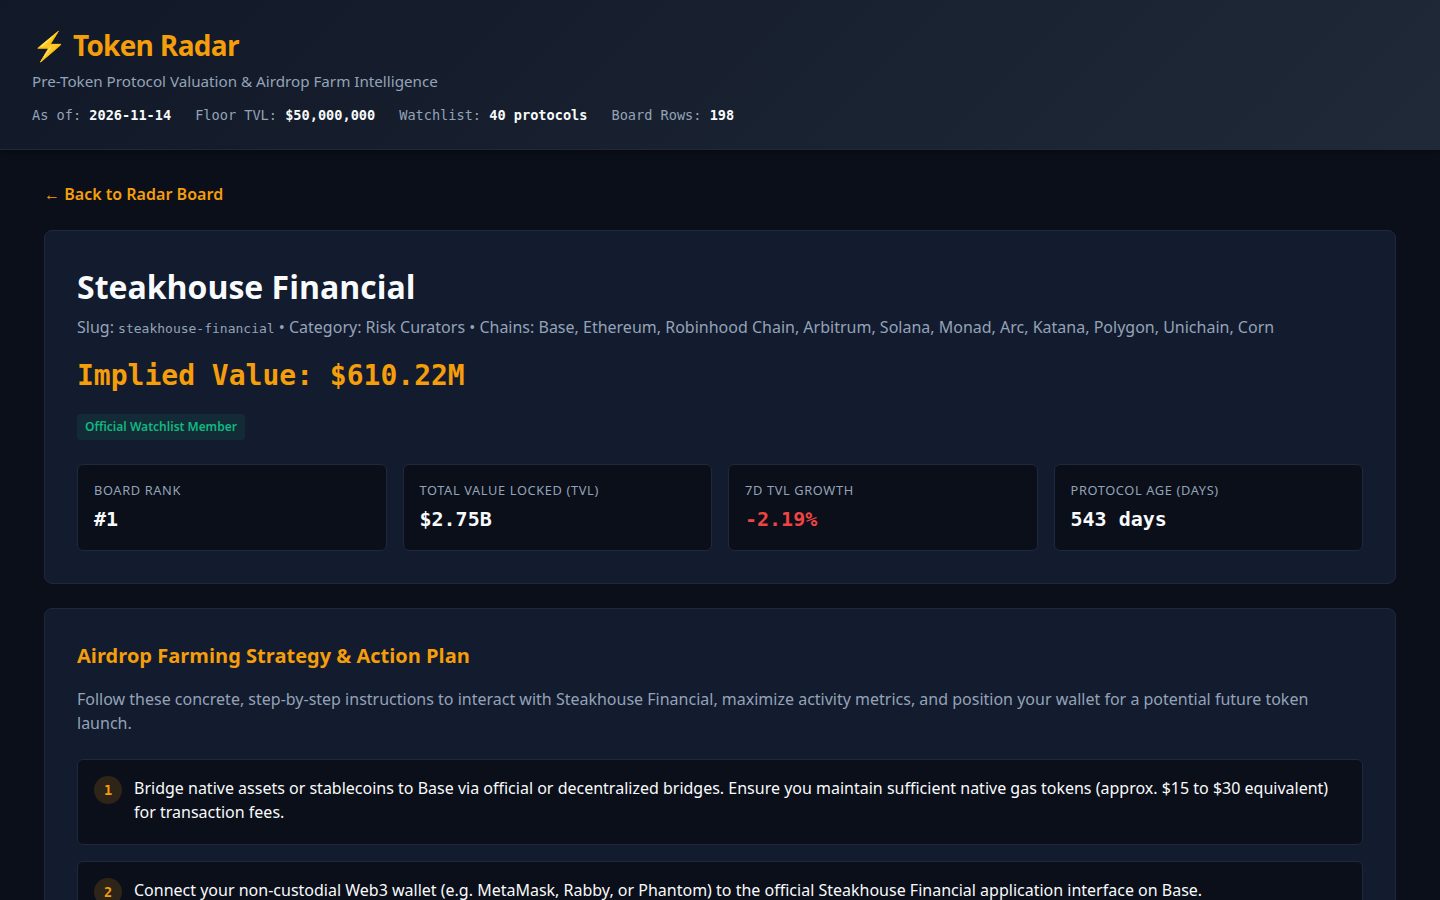 ⚡ Token Radar
Pre-Token Protocol Valuation & Airdrop Farm Intelligence
As of: 2026-11-14 Floor TVL: $50,000,000 Watchlist: 40 protocols Board Rows: 198
← Back to Radar Board
Steakhouse Financial
Slug: steakhouse-financial • Category: Risk Curators • Chains: Base, Ethereum, Robinhood Chain, Arbitrum, Solana, Monad, Arc, Katana, Polygon, Unichain, Corn
Implied Value: $610.22M
Official Watchlist Member
BOARD RANK
#1
TOTAL VALUE LOCKED (TVL)
$2.75B
7D TVL GROWTH
-2.19%
PROTOCOL AGE (DAYS)
543 days
Airdrop Farming Strategy & Action Plan
Follow these concrete, step-by-step instructions to interact with Steakhouse Financial, maximize activity metrics, and position your wallet for a potential future token
launch.
1 Bridge native assets or stablecoins to Base via official or decentralized bridges. Ensure you maintain sufficient native gas tokens (approx. $15 to $30 equivalent)
for transaction fees.
2 Connect your non-custodial Web3 wallet (e.g. MetaMask, Rabby, or Phantom) to the official Steakhouse Financial application interface on Base.